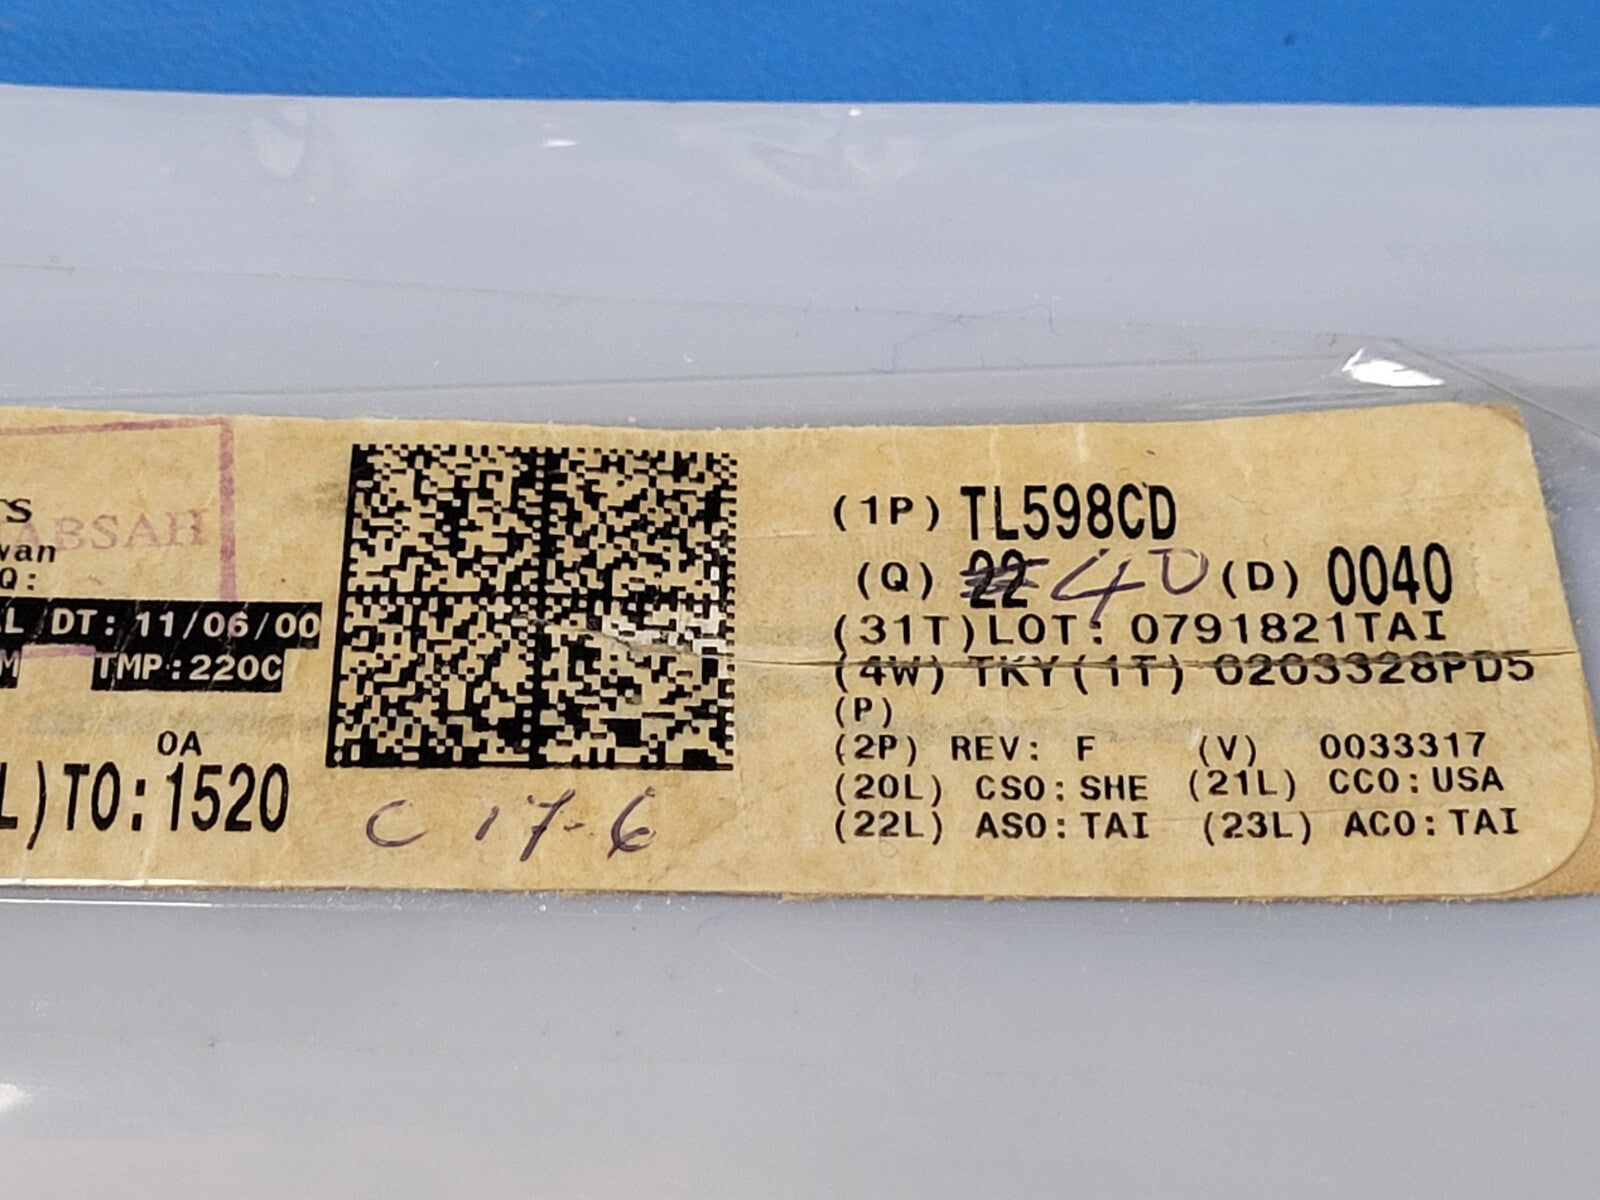 TS
ABSAH
wan
Q:
AL DT: 11/06/00
M TMP:220C
0A
L)TO:1520
C 17-6
(1P) TL598CD
(Q) 22 40 (D) 0040
(31T)LOT: 0791821TAI
(4W) TKY(1T) 0203328PD5
(P)
(2P) REV: F (V) 0033317
(20L) CSO:SHE (21L) CCO:USA
(22L) ASO:TAI (23L) ACO:TAI